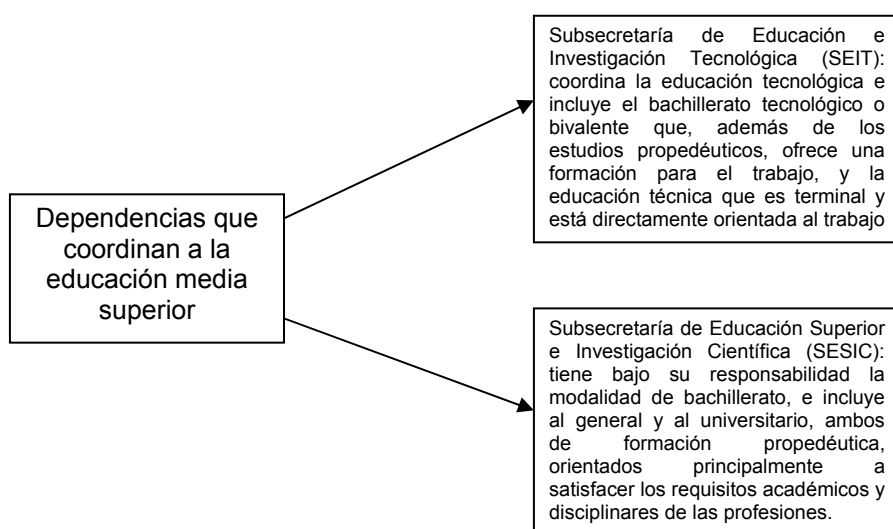 Dependencias que
coordinan a la
educación media
superior
Subsecretaría de Educación e
Investigación Tecnológica (SEIT):
coordina la educación tecnológica e
incluye el bachillerato tecnológico o
bivalente que, además de los
estudios propedéuticos, ofrece una
formación para el trabajo, y la
educación técnica que es terminal y
está directamente orientada al trabajo
Subsecretaría de Educación Superior
e Investigación Científica (SESIC):
tiene bajo su responsabilidad la
modalidad de bachillerato, e incluye
al general y al universitario, ambos
de formación propedéutica,
orientados principalmente a
satisfacer los requisitos académicos y
disciplinares de las profesiones.